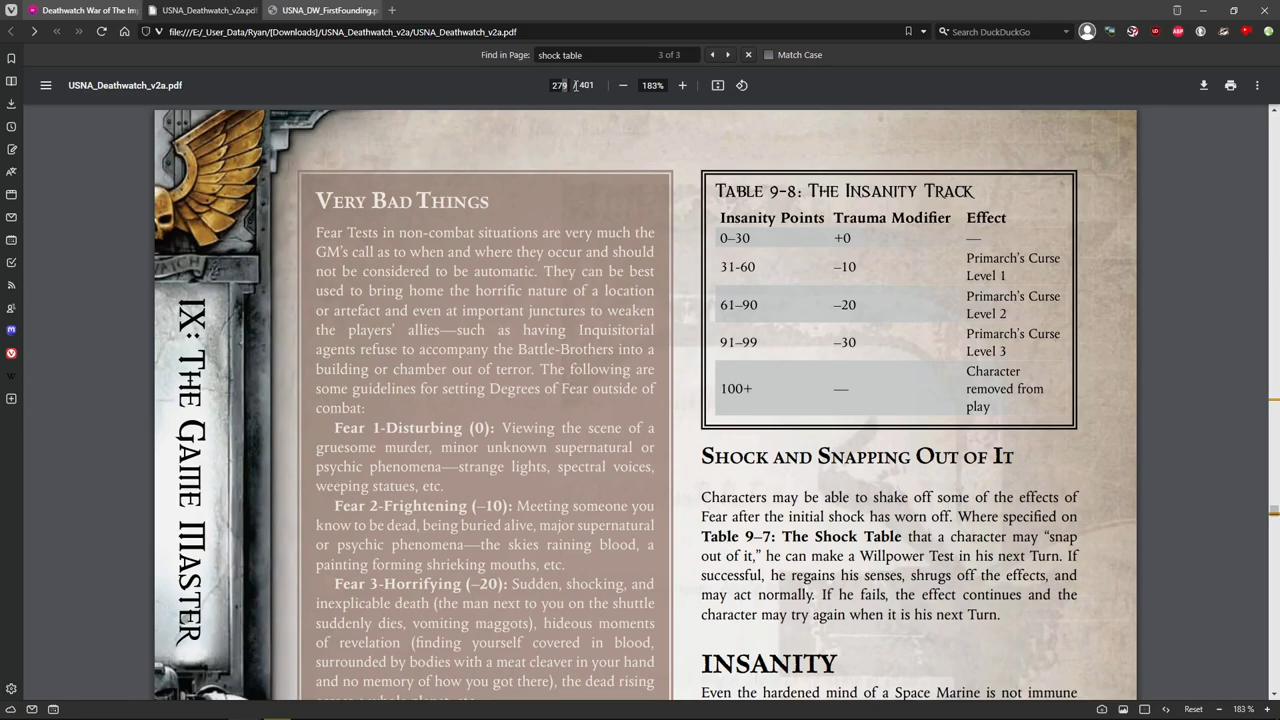 Deathwatch War of The Imp
USNA_Deathwatch_v2a.pdf
USNA_DW_FirstFounding.p
file:///E:/_User_Data/Ryan/[Downloads]/USNA_Deathwatch_v2a/USNA_Deathwatch_v2a.pdf
Search DuckDuckGo
Find in Page:
shock table
3 of 3
Match Case
USNA_Deathwatch_v2a.pdf
279 / 401
183%
IX: The Game Master
Very Bad Things
Fear Tests in non-combat situations are very much the
GM's call as to when and where they occur and should
not be considered to be automatic. They can be best
used to bring home the horrific nature of a location
or artefact and even at important junctures to weaken
the players' allies—such as having Inquisitorial
agents refuse to accompany the Battle-Brothers into a
building or chamber out of terror. The following are
some guidelines for setting Degrees of Fear outside of
combat:
Fear 1-Disturbing (0): Viewing the scene of a
gruesome murder, minor unknown supernatural or
psychic phenomena—strange lights, spectral voices,
weeping statues, etc.
Fear 2-Frightening (–10): Meeting someone you
know to be dead, being buried alive, major supernatural
or psychic phenomena—the skies raining blood, a
painting forming shrieking mouths, etc.
Fear 3-Horrifying (–20): Sudden, shocking, and
inexplicable death (the man next to you on the shuttle
suddenly dies, vomiting maggots), hideous moments
of revelation (finding yourself covered in blood,
surrounded by bodies with a meat cleaver in your hand
and no memory of how you got there), the dead rising
Table 9-8: The Insanity Track
Insanity Points Trauma Modifier Effect
0–30 +0 —
31-60 –10 Primarch's Curse
Level 1
61–90 –20 Primarch's Curse
Level 2
91–99 –30 Primarch's Curse
Level 3
100+ — Character
removed from
play
Shock and Snapping Out of It
Characters may be able to shake off some of the effects of
Fear after the initial shock has worn off. Where specified on
Table 9–7: The Shock Table that a character may “snap
out of it,” he can make a Willpower Test in his next Turn. If
successful, he regains his senses, shrugs off the effects, and
may act normally. If he fails, the effect continues and the
character may try again when it is his next Turn.
INSANITY
Even the hardened mind of a Space Marine is not immune
Reset
183 %